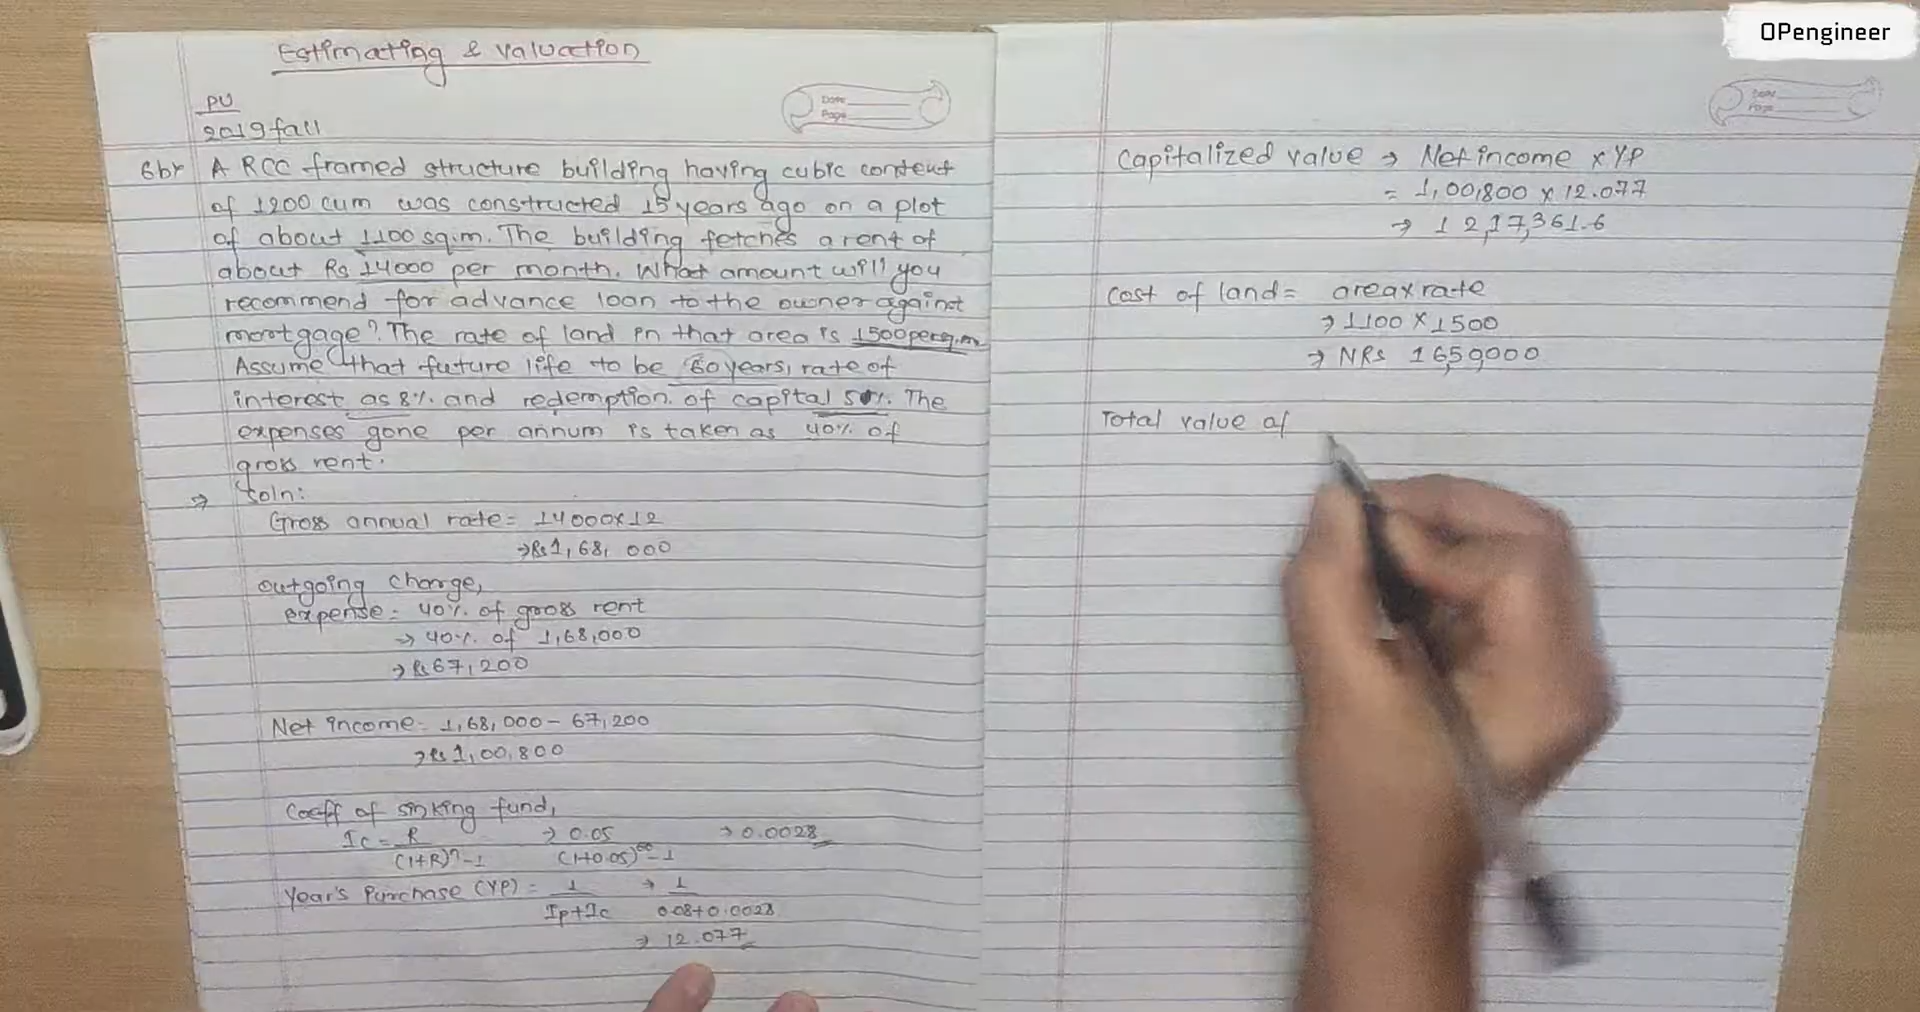 OPengineer
Estimating & valuation
PU
2019 fall
Date
Page
6b> A RCC framed structure building having cubic content
of 1200 cum was constructed 15 years ago on a plot
of about 1100 sq.m. The building fetches a rent of
about Rs 14000 per month. What amount will you
recommend for advance loan to the owner against
mortgage? The rate of land in that area is 1500 per sq.m
Assume that future life to be 60 years, rate of
interest as 8% and redemption of capital 5%. The
expenses gone per annum is taken as 40% of
gross rent.
⇒ Soln:
Gross annual rate = 14000 x 12
→ Rs 1,68,000
Outgoing charge,
expense = 40% of gross rent
→ 40% of 1,68,000
→ Rs 67,200
Net income = 1,68,000 - 67,200
→ Rs 1,00,800
Coeff of sinking fund,
Ic = R / (1+R)^n - 1 → 0.05 / (1+0.05)^60 - 1 → 0.0028
Year's Purchase (YP) = 1 / Ip+Ic → 1 / 0.08+0.0028
→ 12.077
Date
Page
Capitalized value → Net income x YP
= 1,00,800 x 12.077
→ 12,17,361.6
Cost of land = area x rate
→ 1100 x 1500
→ NRs 1650000
Total value of